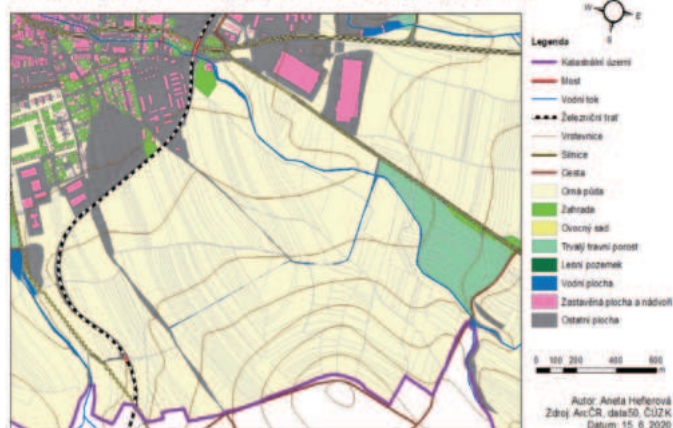 W
E
S
Legenda
Katastrální území
Most
Vodní tok
Železniční trať
Vrstevnice
Silnice
Cesta
Orná půda
Zahrada
Ovocný sad
Trvalý travní porost
Lesní pozemek
Vodní plocha
Zastavěná plocha a nádvoří
Ostatní plocha
0 100 200 400 600
m
Autor: Aneta Heflerová
Zdroj: ArcČR, data50, ČÚZK
Datum: 15. 6. 2020